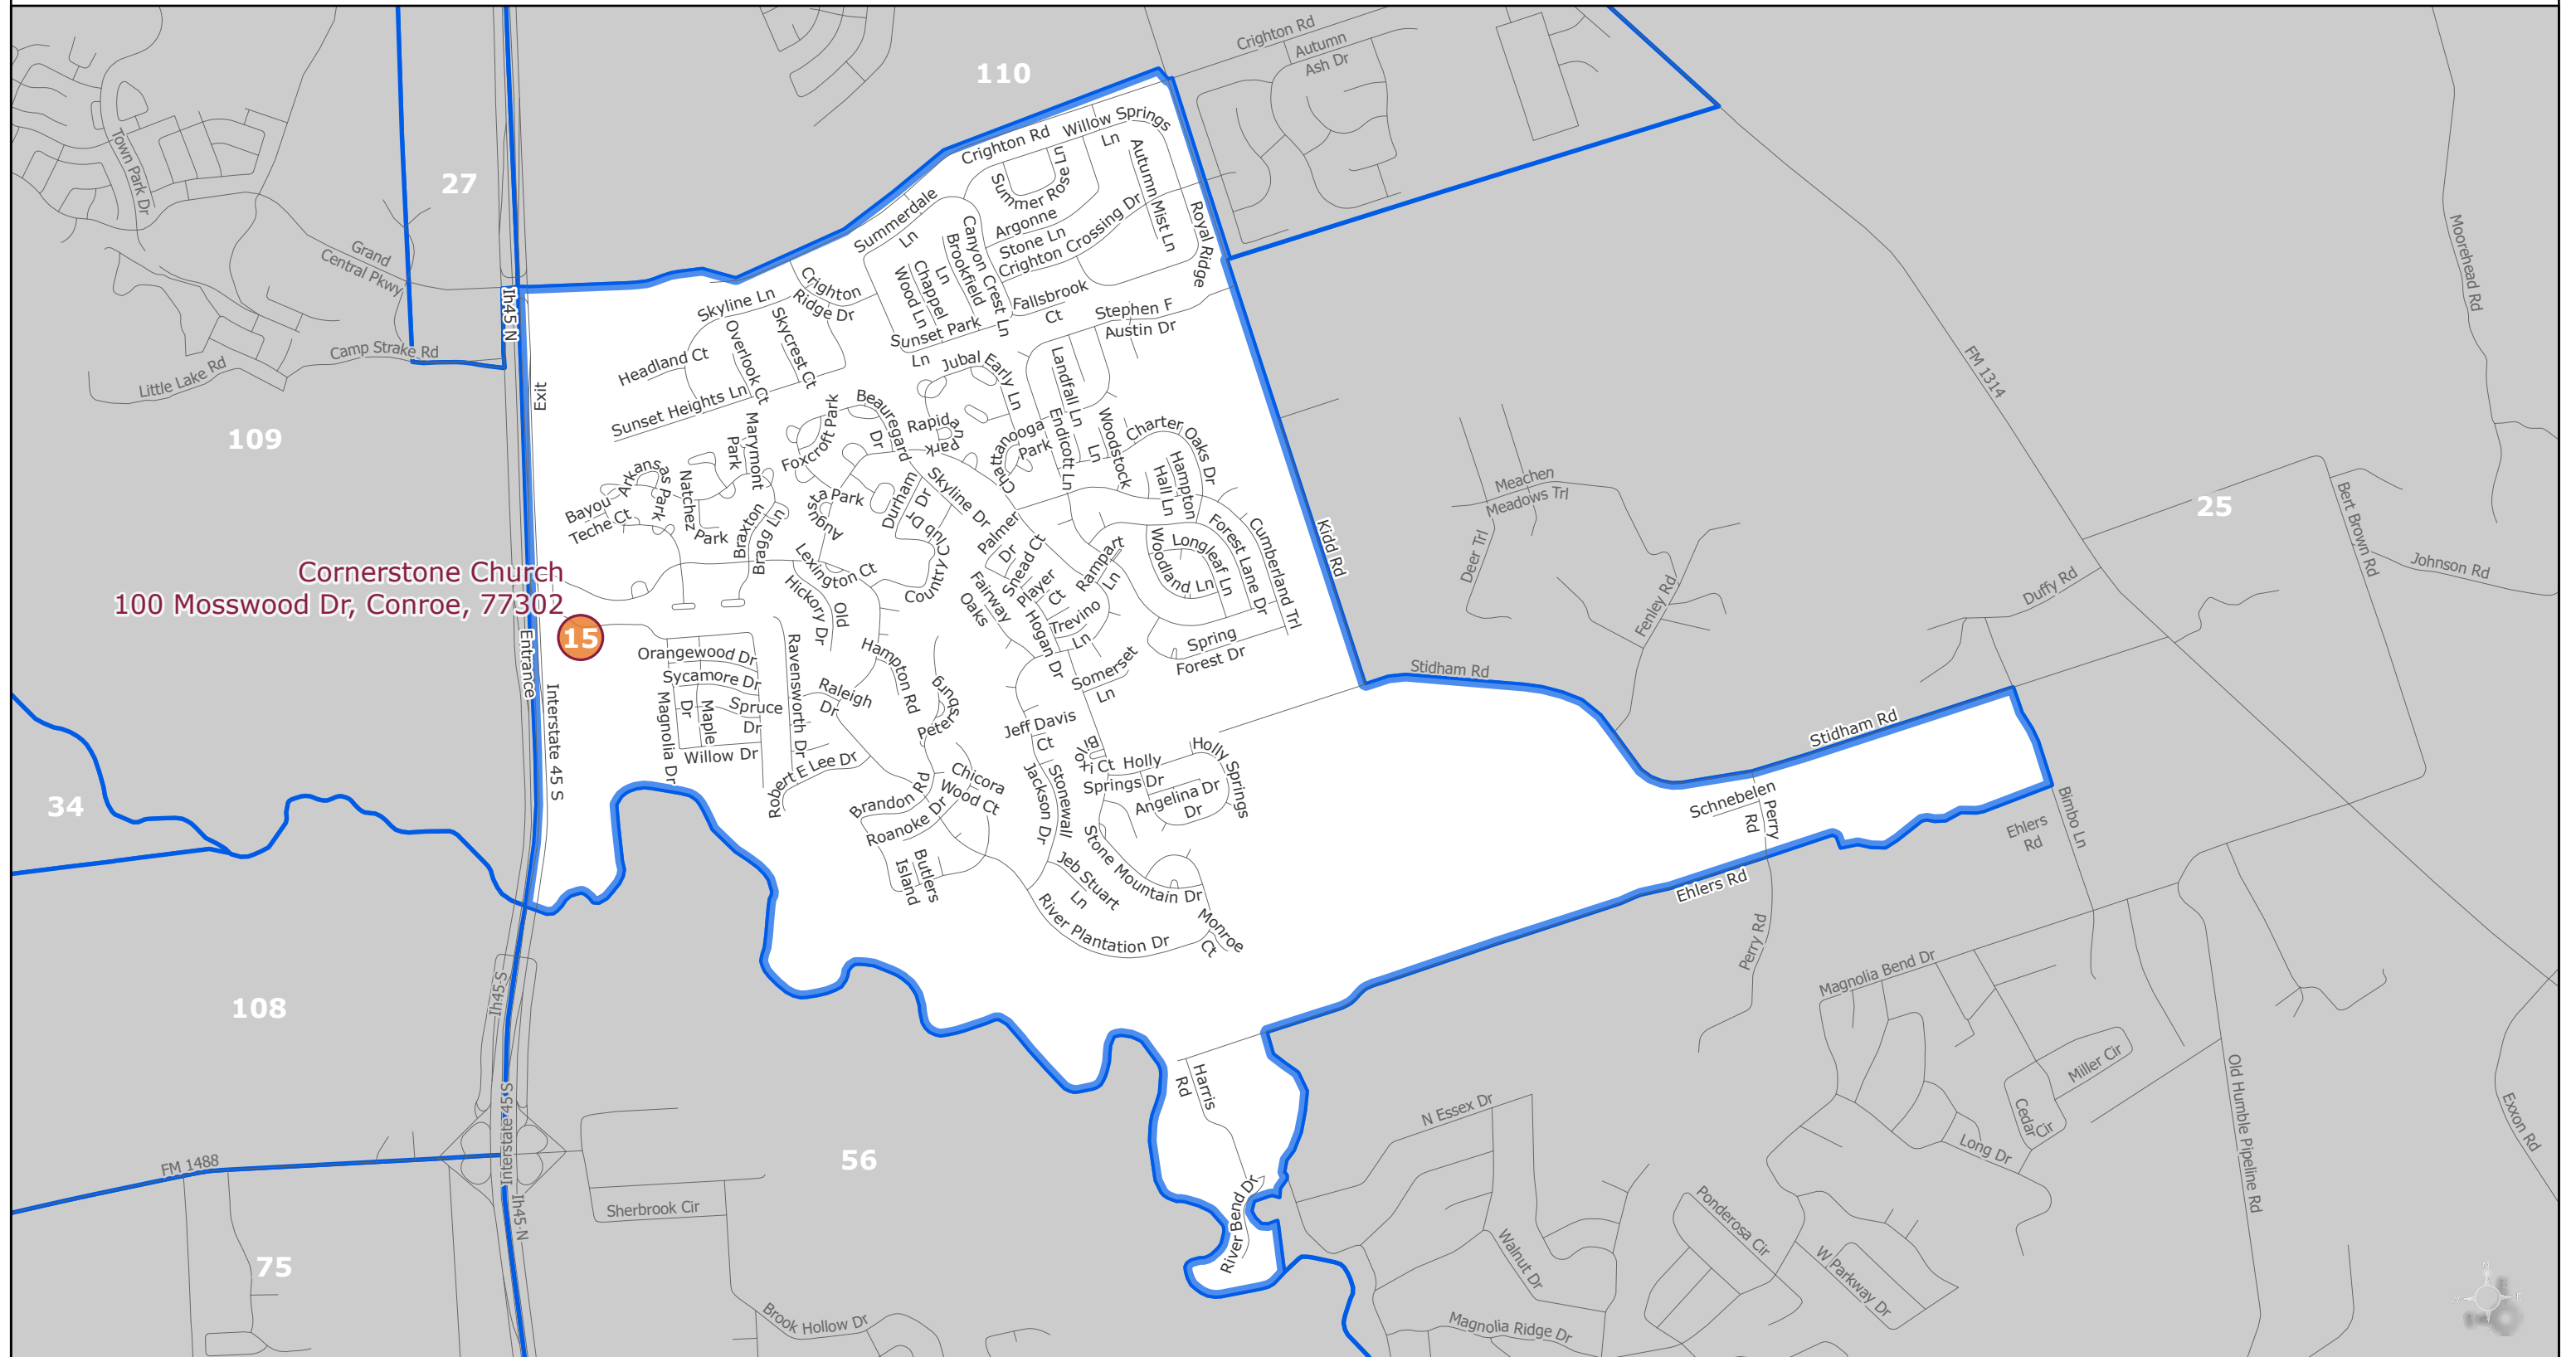 Crighton Rd
Autumn
Ash Dr
110
27
Town Park Dr
Grand
Central Pkwy
Camp Strake Rd
Little Lake Rd
109
Ih45 N
Exit
Crighton Rd
Willow Springs
Ln
Summer Rose Ln
Autumn Mist Ln
Royal Ridge
Summerdale
Ln
Argonne
Stone Ln
Crighton Crossing Dr
Canyon Crest Ln
Brookfield
Ln
Chappel
Wood Ln
Crighton
Ridge Dr
Skyline Ln
Fallsbrook
Ct
Stephen F
Austin Dr
Sunset Park
Ln
Overlook Ct
Skycrest Ct
Headland Ct
Sunset Heights Ln
Jubal Early Ln
Landfall Ln
Endicott Ln
Woodstock
Ln
Charter Oaks Dr
Beauregard
Dr
Rapidan
Park
Chattanooga
Park
Foxcroft Park
Marymont
Park
Hampton
Hall Ln
Arkansas Park
Natchez
Park
Bayou
Teche Ct
Augusta Park
Durham
Dr
Skyline Dr
Braxton
Bragg Ln
Country Club Dr
Palmer
Dr
Snead Ct
Player
Ct
Rampart
Ln
Longleaf Ln
Woodland Ln
Forest Lane Dr
Cumberland Trl
Kidd Rd
Lexington Ct
Hickory Dr
Old
Hampton Rd
Fairway
Oaks
Hogan Dr
Trevino
Ln
Spring
Forest Dr
Somerset
Ln
Cornerstone Church
100 Mosswood Dr, Conroe, 77302
15
Entrance
Interstate 45 S
Orangewood Dr
Sycamore Dr
Spruce
Dr
Maple
Dr
Magnolia Dr
Willow Dr
Ravensworth Dr
Raleigh
Dr
Robert E Lee Dr
Petersburg
Jeff Davis
Ct
Biloxi Ct
Holly
Springs Dr
Holly Springs
Angelina Dr
Dr
Stonewall
Jackson Dr
Chicora
Wood Ct
Brandon Rd
Roanoke Dr
Butlers
Island
Stone Mountain Dr
Jeb Stuart
Ln
River Plantation Dr
Monroe
Ct
Stidham Rd
Stidham Rd
Schnebelen
Rd
Perry
Ehlers Rd
Ehlers
Rd
Bimbo Ln
Perry Rd
Harris
Rd
River Bend Dr
Meachen
Meadows Trl
Deer Trl
Fenley Rd
FM 1314
25
Duffy Rd
Bert Brown Rd
Johnson Rd
Moorehead Rd
34
108
Ih45-S
Interstate 45 S
Ih45-N
FM 1488
75
56
Sherbrook Cir
Brook Hollow Dr
N Essex Dr
Walnut Dr
Magnolia Ridge Dr
Ponderosa Cir
W Parkway Dr
Magnolia Bend Dr
Miller Cir
Cedar
Cir
Long Dr
Old Humble Pipeline Rd
Exxon Rd